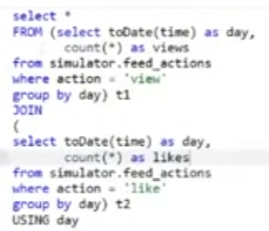 select *
FROM (select toDate(time) as day,
count(*) as views
from simulator.feed_actions
where action = 'view'
group by day) t1
JOIN
(
select toDate(time) as day,
count(*) as likes
from simulator.feed_actions
where action = 'like'
group by day) t2
USING day